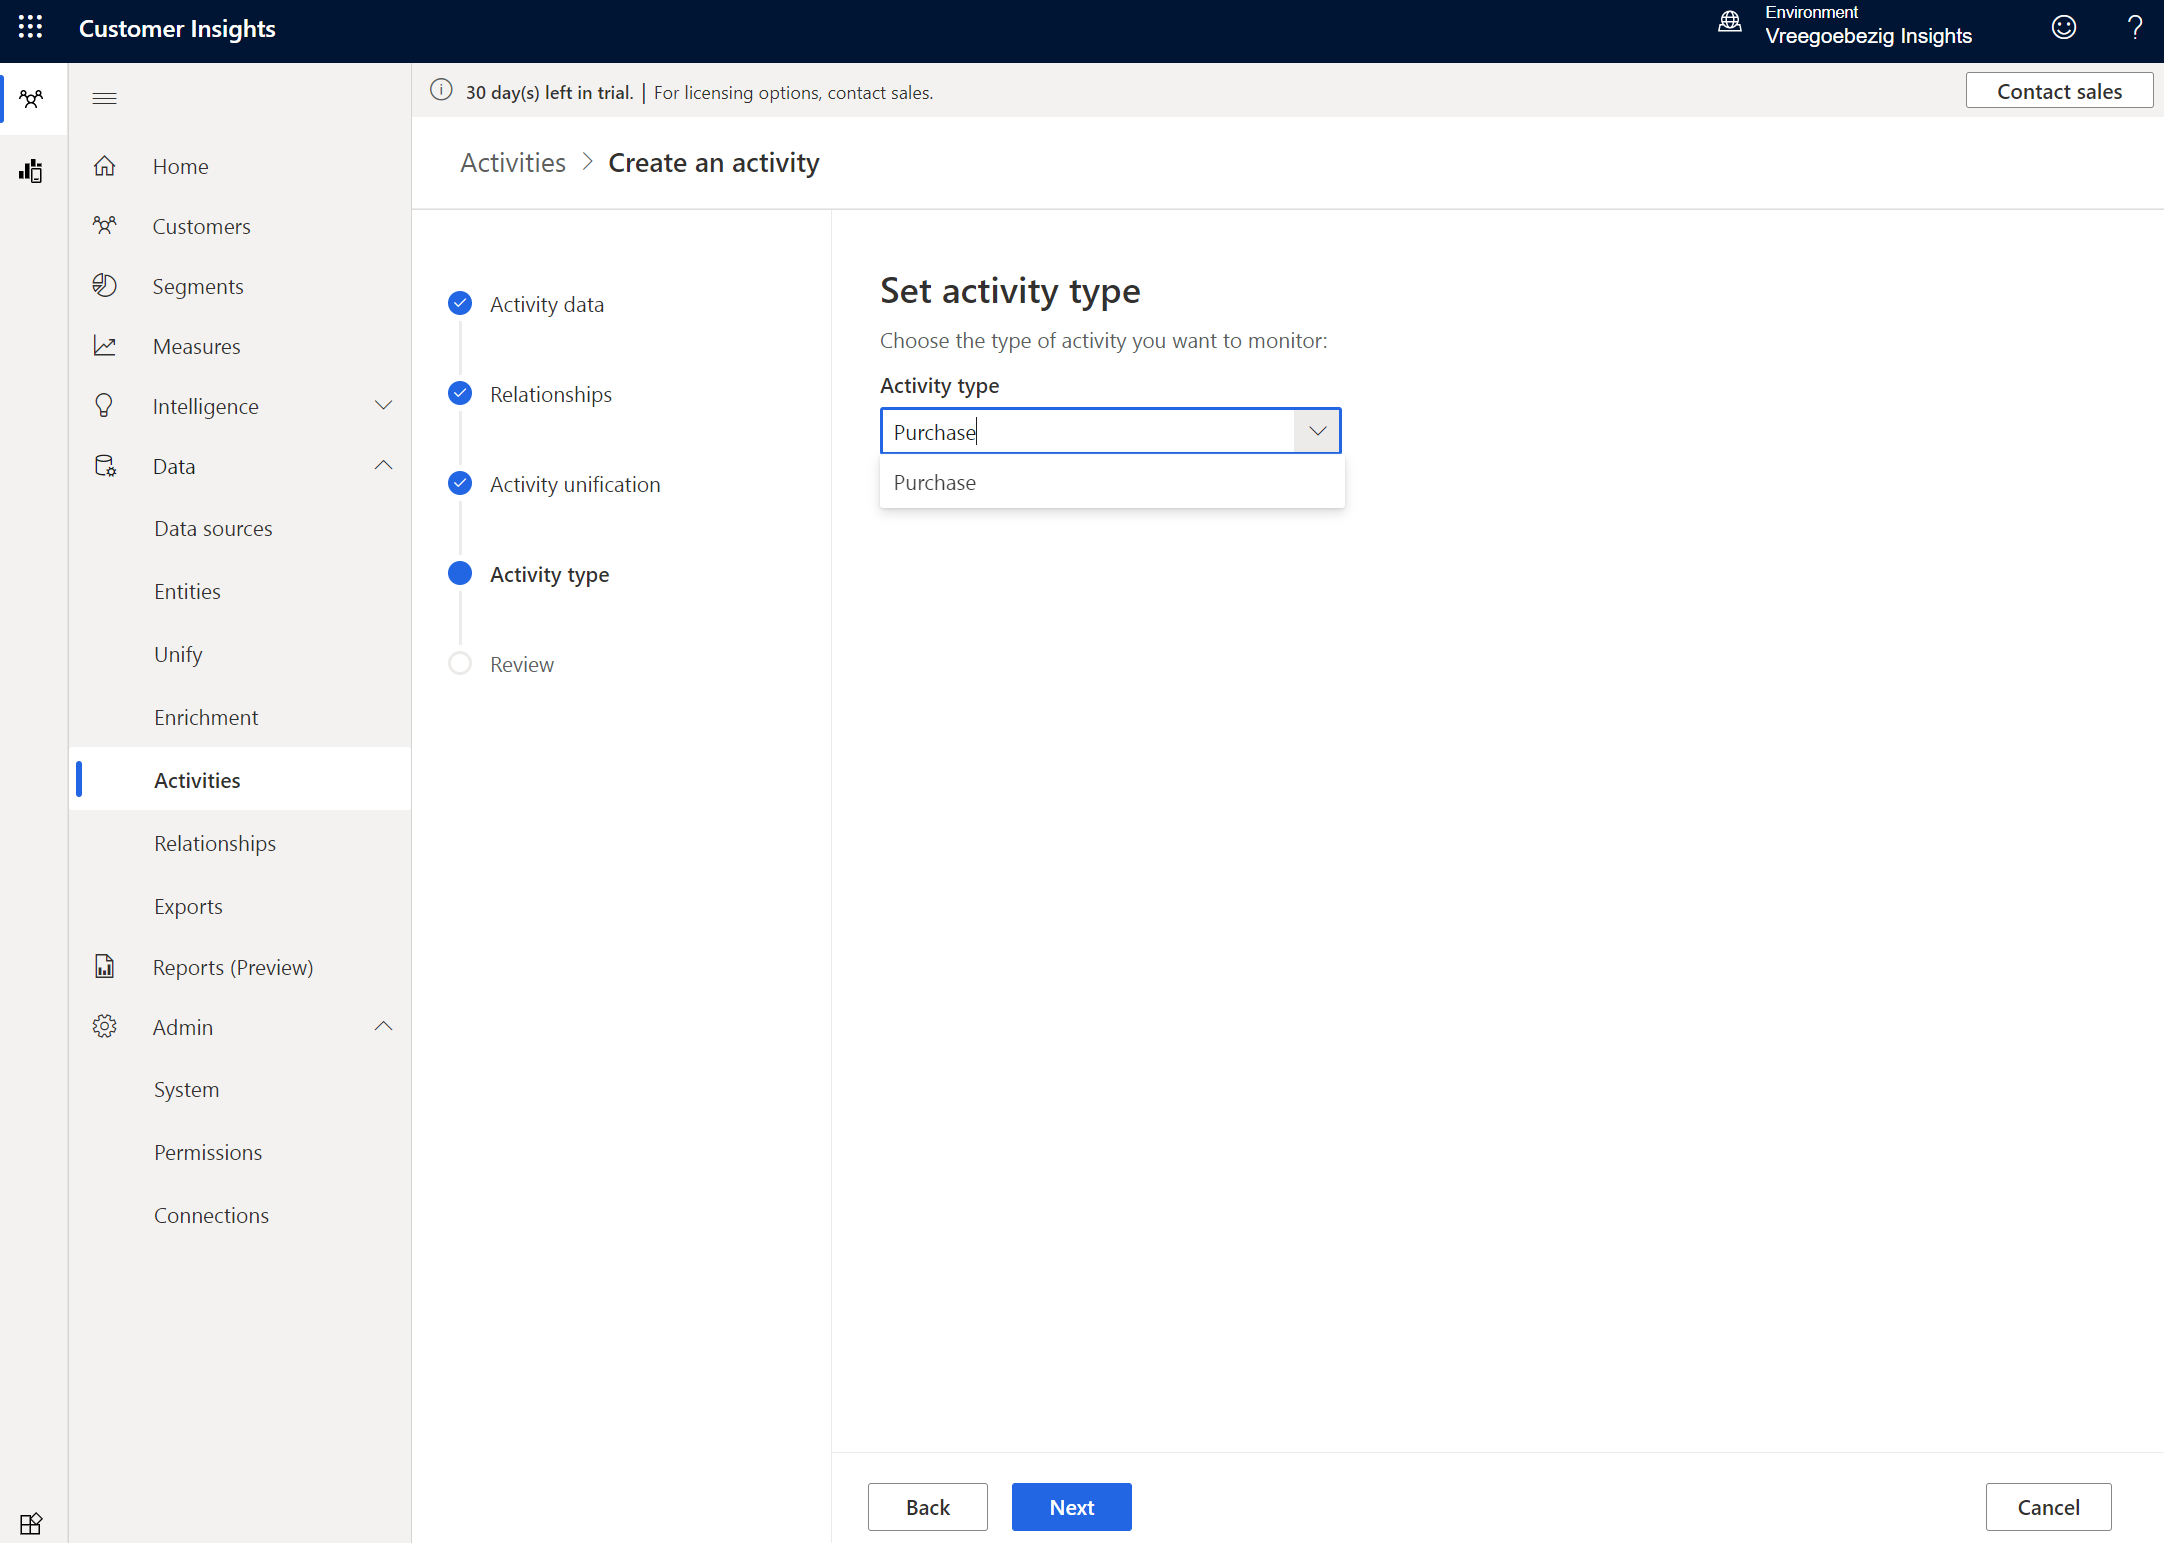 Customer Insights
Environment
Vreegoebezig Insights
30 day(s) left in trial. | For licensing options, contact sales.
Contact sales
Home
Customers
Segments
Measures
Intelligence
Data
Data sources
Entities
Unify
Enrichment
Activities
Relationships
Exports
Reports (Preview)
Admin
System
Permissions
Connections
Activities > Create an activity
Activity data
Relationships
Activity unification
Activity type
Review
Set activity type
Choose the type of activity you want to monitor:
Activity type
Purchase
Purchase
Back
Next
Cancel